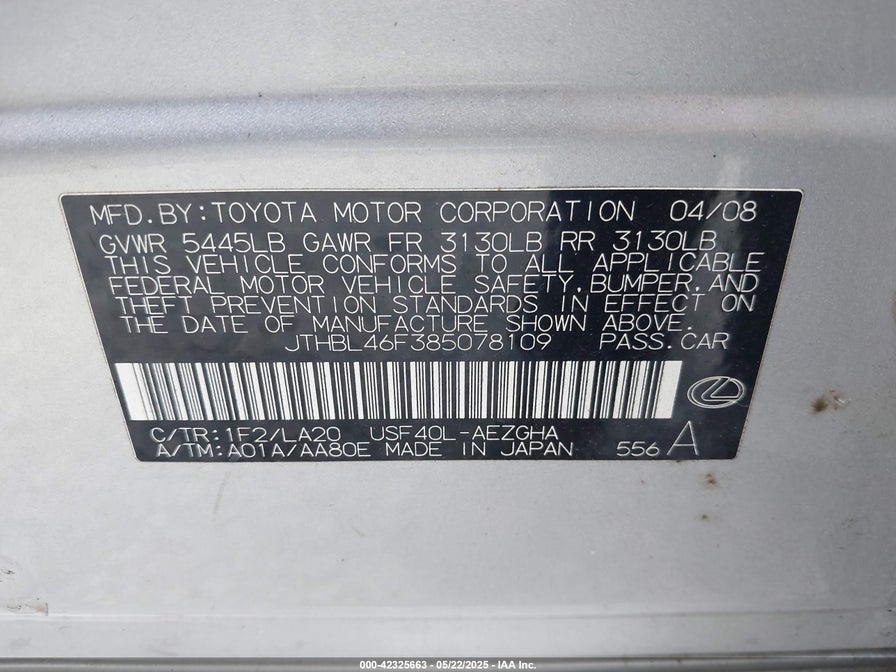 MFD.BY:TOYOTA MOTOR CORPORATION 04/08
GVWR 5445LB GAWR FR 3130LB RR 3130LB
THIS VEHICLE CONFORMS TO ALL APPLICABLE
FEDERAL MOTOR VEHICLE SAFETY,BUMPER,AND
THEFT PREVENTION STANDARDS IN EFFECT ON
THE DATE OF MANUFACTURE SHOWN ABOVE.
JTHBL46F385078109 PASS.CAR
C/TR:1F2/LA20 USF40L-AEZGHA
A/TM:A01A/AA80E MADE IN JAPAN 556 A
000-42325663 - 05/22/2025 - IAA Inc.